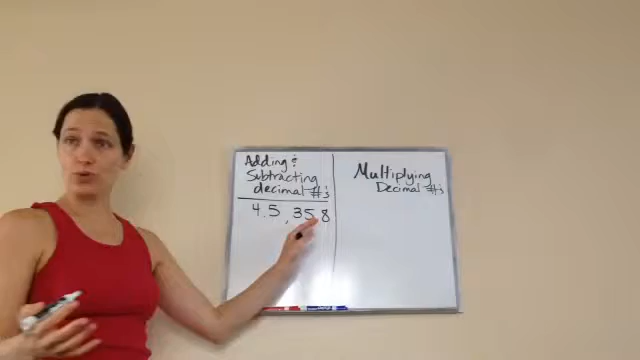 Adding &
Subtracting
decimal #'s
4.5, 35.8
Multiplying
Decimal #'s